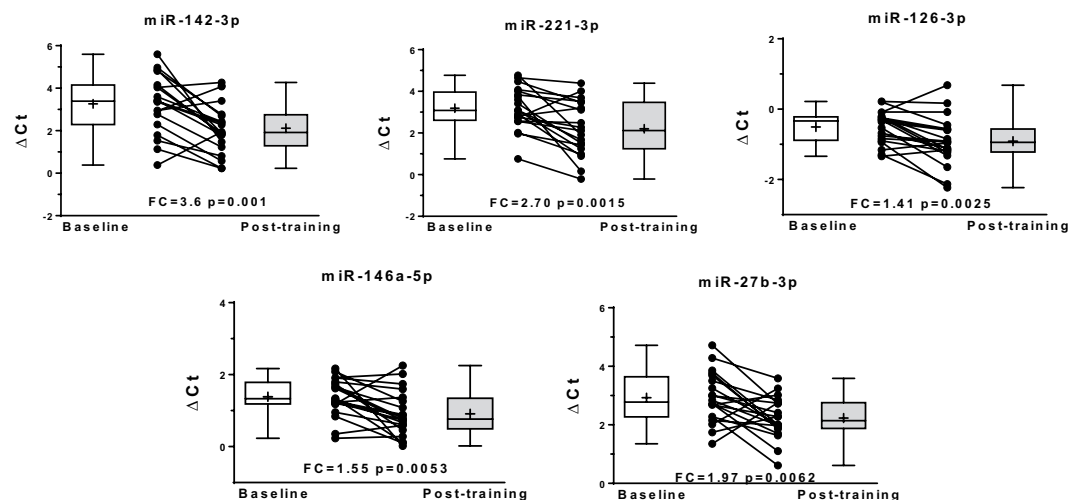 miR-142-3p
6
4
2
0
-2
ΔCt
FC=3.6 p=0.001
Baseline
Post-training
miR-221-3p
6
4
2
0
-2
ΔCt
FC=2.70 p=0.0015
Baseline
Post-training
miR-126-3p
2
0
-2
ΔCt
FC=1.41 p=0.0025
Baseline
Post-training
miR-146a-5p
4
2
0
ΔCt
FC=1.55 p=0.0053
Baseline
Post-training
miR-27b-3p
6
4
2
0
ΔCt
FC=1.97 p=0.0062
Baseline
Post-training